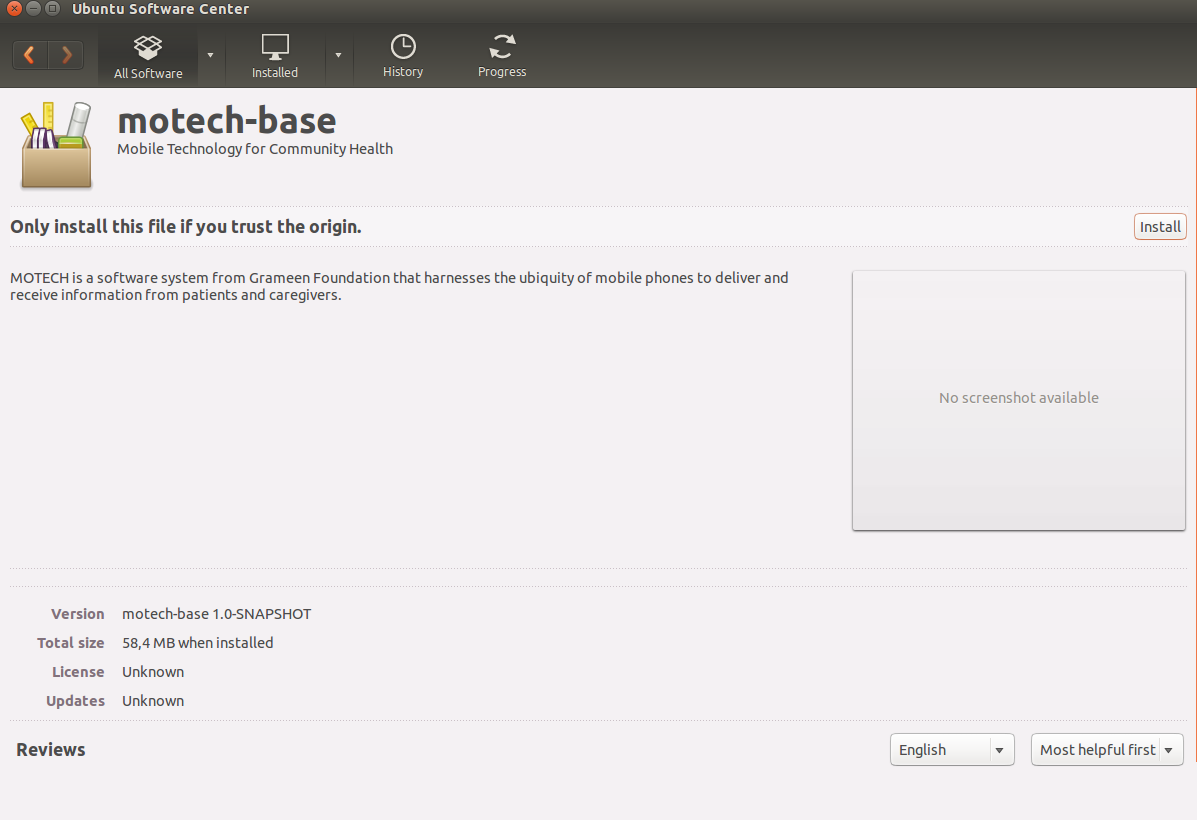 Ubuntu Software Center
All Software
Installed
History
Progress
motech-base
Mobile Technology for Community Health
Only install this file if you trust the origin.
Install
MOTECH is a software system from Grameen Foundation that harnesses the ubiquity of mobile phones to deliver and
receive information from patients and caregivers.
No screenshot available
Version motech-base 1.0-SNAPSHOT
Total size 58,4 MB when installed
License Unknown
Updates Unknown
Reviews
English
Most helpful first